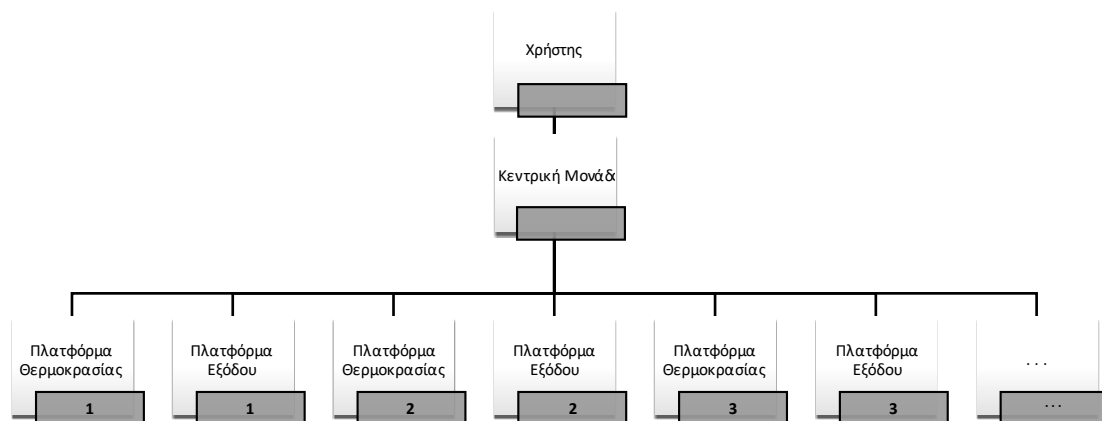 Χρήστης
Κεντρική Μονάδ
Πλατφόρμα
Θερμοκρασίας
1
Πλατφόρμα
Εξόδου
1
Πλατφόρμα
Θερμοκρασίας
2
Πλατφόρμα
Εξόδου
2
Πλατφόρμα
Θερμοκρασίας
3
Πλατφόρμα
Εξόδου
3
...
...